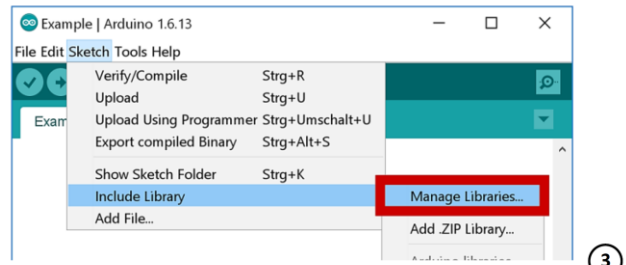 Example | Arduino 1.6.13
File Edit Sketch Tools Help
Verify/Compile Strg+R
Upload Strg+U
Exam
Upload Using Programmer Strg+Umschalt+U
Export compiled Binary Strg+Alt+S
Show Sketch Folder Strg+K
Include Library
Manage Libraries...
Add File...
Add .ZIP Library...
Arduino libraries
3